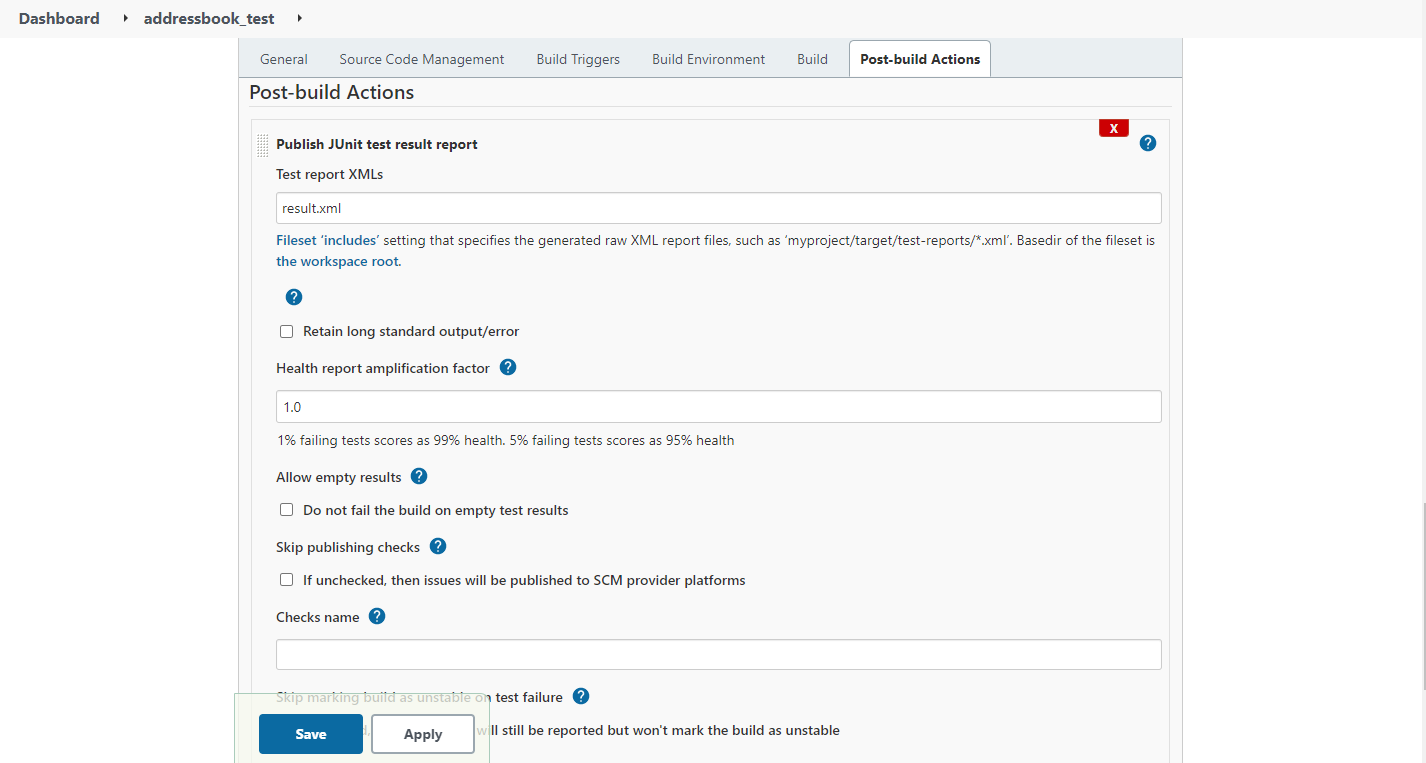 Dashboard addressbook_test
General Source Code Management Build Triggers Build Environment Build Post-build Actions
Post-build Actions
X
Publish JUnit test result report ?
Test report XMLs
result.xml
Fileset ‘includes’ setting that specifies the generated raw XML report files, such as ‘myproject/target/test-reports/*.xml’. Basedir of the fileset is
the workspace root.
?
Retain long standard output/error
Health report amplification factor ?
1.0
1% failing tests scores as 99% health. 5% failing tests scores as 95% health
Allow empty results ?
Do not fail the build on empty test results
Skip publishing checks ?
If unchecked, then issues will be published to SCM provider platforms
Checks name ?
Skip marking build as unstable on test failure ?
will still be reported but won't mark the build as unstable
Save Apply